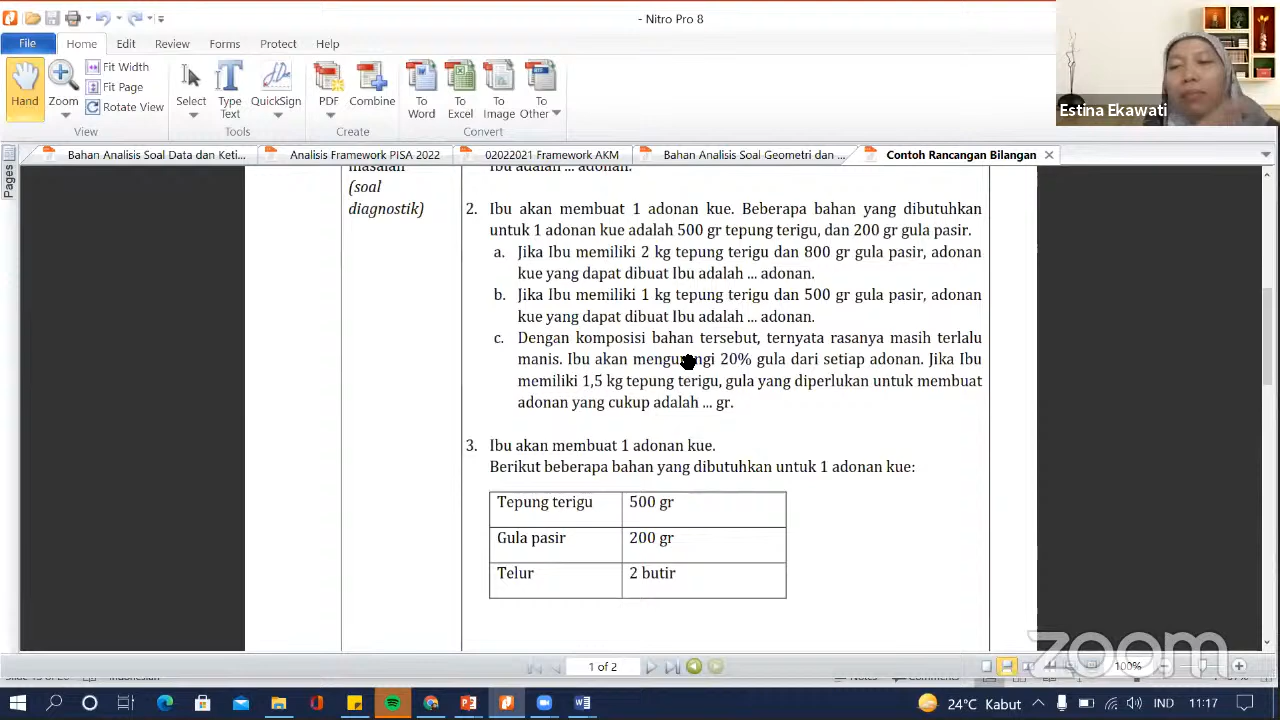 - Nitro Pro 8
File
Home
Edit
Review
Forms
Protect
Help
Hand
Zoom
Fit Width
Fit Page
Rotate View
View
Select
Type
Text
QuickSign
Tools
PDF
Combine
Create
To
Word
To
Excel
To
Image
To
Other
Convert
Estina Ekawati
Pages
Bahan Analisis Soal Data dan Keti...
Analisis Framework PISA 2022
02022021 Framework AKM
Bahan Analisis Soal Geometri dan ...
Contoh Rancangan Bilangan
masalah
(soal
diagnostik)
Ibu adalah ... adonan.
2. Ibu akan membuat 1 adonan kue. Beberapa bahan yang dibutuhkan
untuk 1 adonan kue adalah 500 gr tepung terigu, dan 200 gr gula pasir.
a. Jika Ibu memiliki 2 kg tepung terigu dan 800 gr gula pasir, adonan
kue yang dapat dibuat Ibu adalah ... adonan.
b. Jika Ibu memiliki 1 kg tepung terigu dan 500 gr gula pasir, adonan
kue yang dapat dibuat Ibu adalah ... adonan.
c. Dengan komposisi bahan tersebut, ternyata rasanya masih terlalu
manis. Ibu akan mengurangi 20% gula dari setiap adonan. Jika Ibu
memiliki 1,5 kg tepung terigu, gula yang diperlukan untuk membuat
adonan yang cukup adalah ... gr.
3. Ibu akan membuat 1 adonan kue.
Berikut beberapa bahan yang dibutuhkan untuk 1 adonan kue:
Tepung terigu 500 gr
Gula pasir 200 gr
Telur 2 butir
zoom
1 of 2
100%
24°C Kabut
IND
11:17